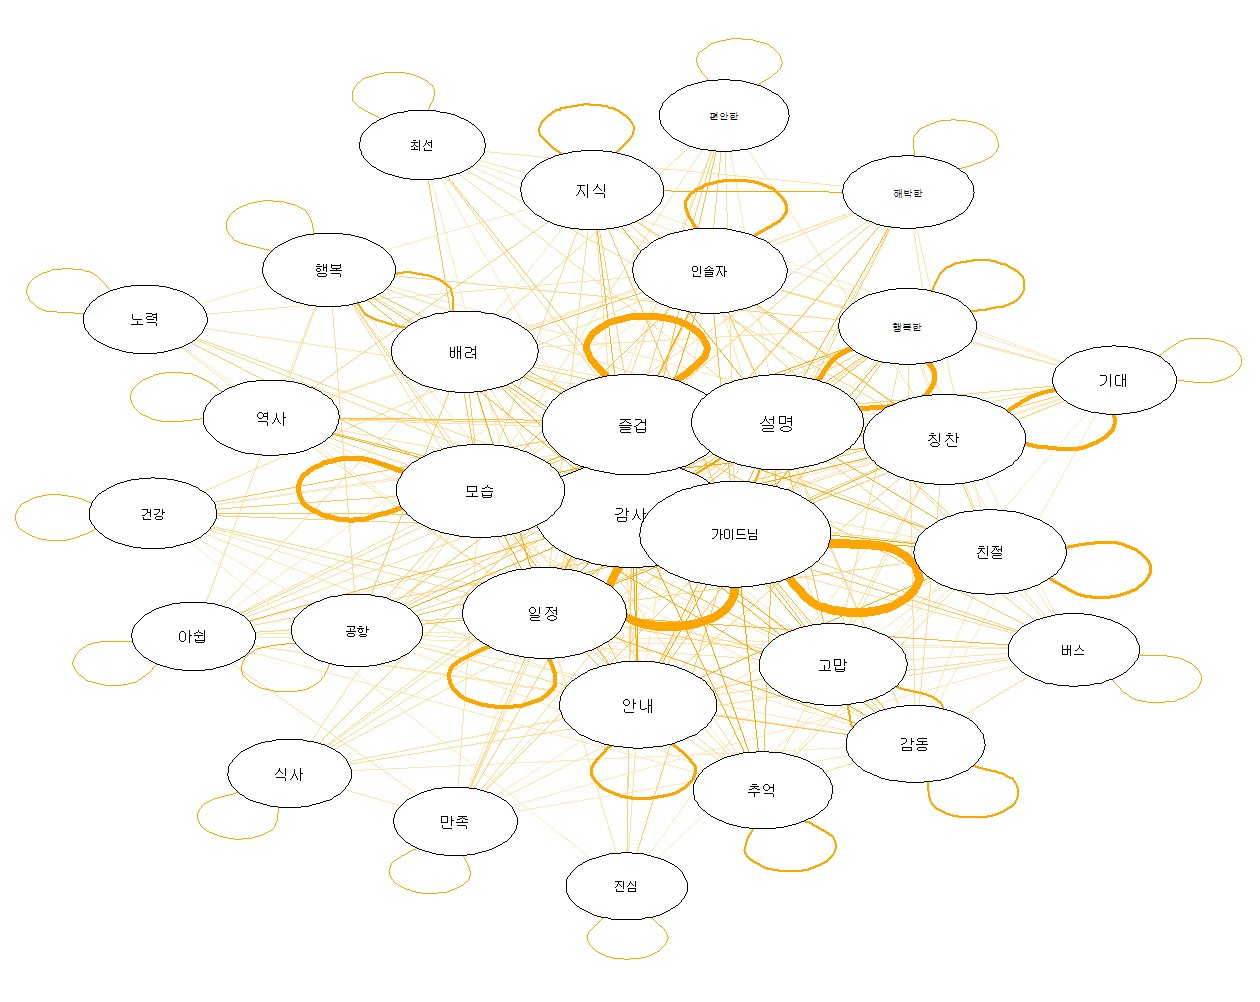 편안한
최선
지식
해박한
행복
인솔자
노력
행복한
배려
기대
역사
즐겁
설명
칭찬
모습
건강
감사
가이드님
친절
일정
아쉽
공항
고맙
버스
안내
감동
식사
추억
만족
진심